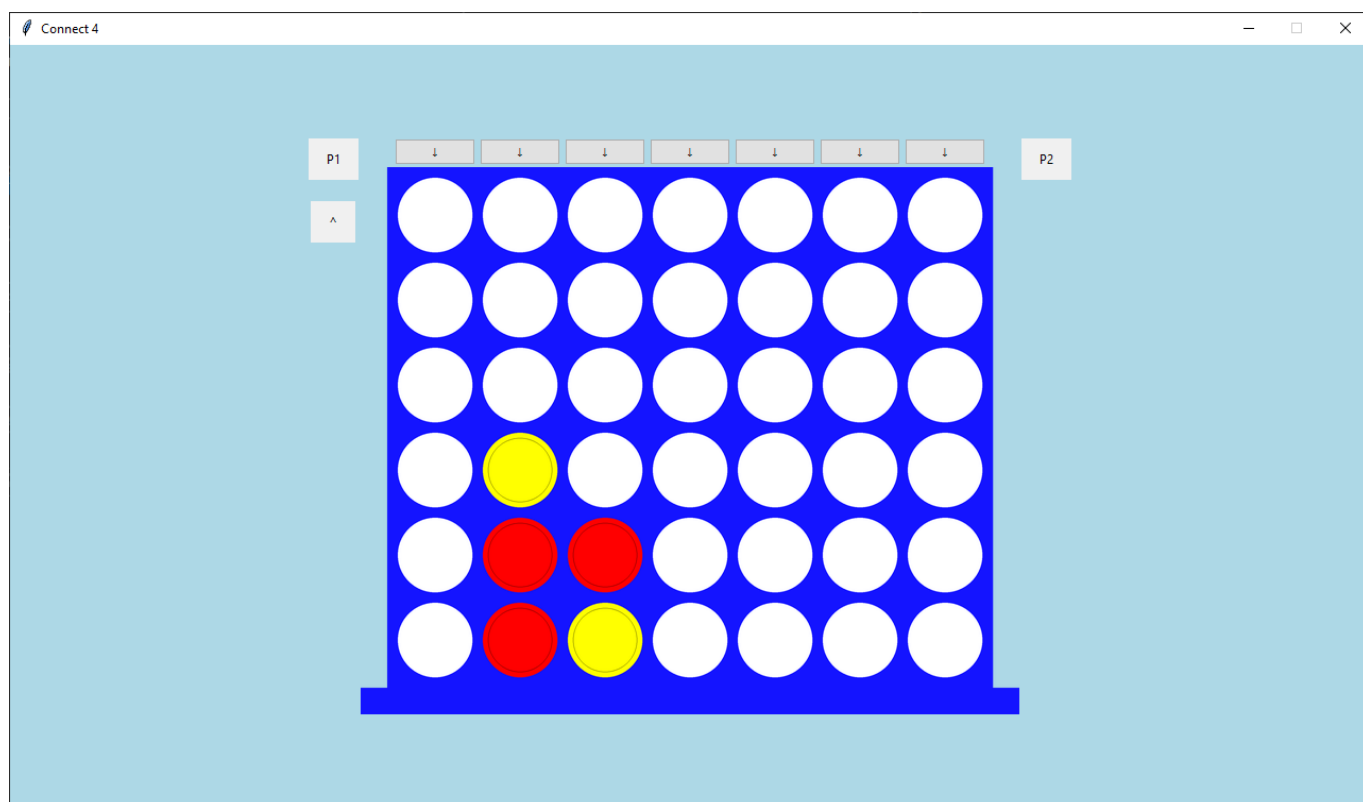 Connect 4
P1 ↓ ↓ ↓ ↓ ↓ ↓ ↓ P2
^